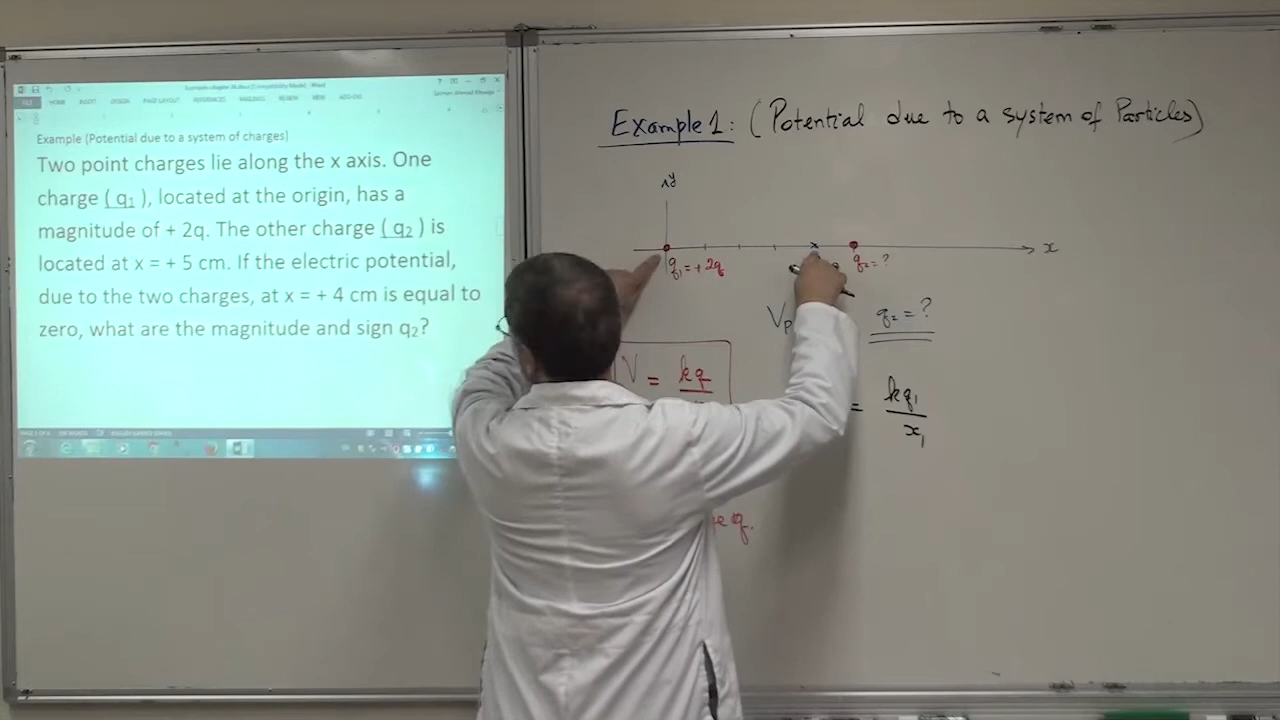 Example (Potential due to a system of charges)
Two point charges lie along the x axis. One
charge ( q₁ ), located at the origin, has a
magnitude of + 2q. The other charge ( q₂ ) is
located at x = + 5 cm. If the electric potential,
due to the two charges, at x = + 4 cm is equal to
zero, what are the magnitude and sign q₂?
Example 1: (Potential due to a system of Particles)
y
x
x
q₁ = +2q
q₂ = ?
Vp
q₂ = ?
V = kq
= kq₁
x₁
q.